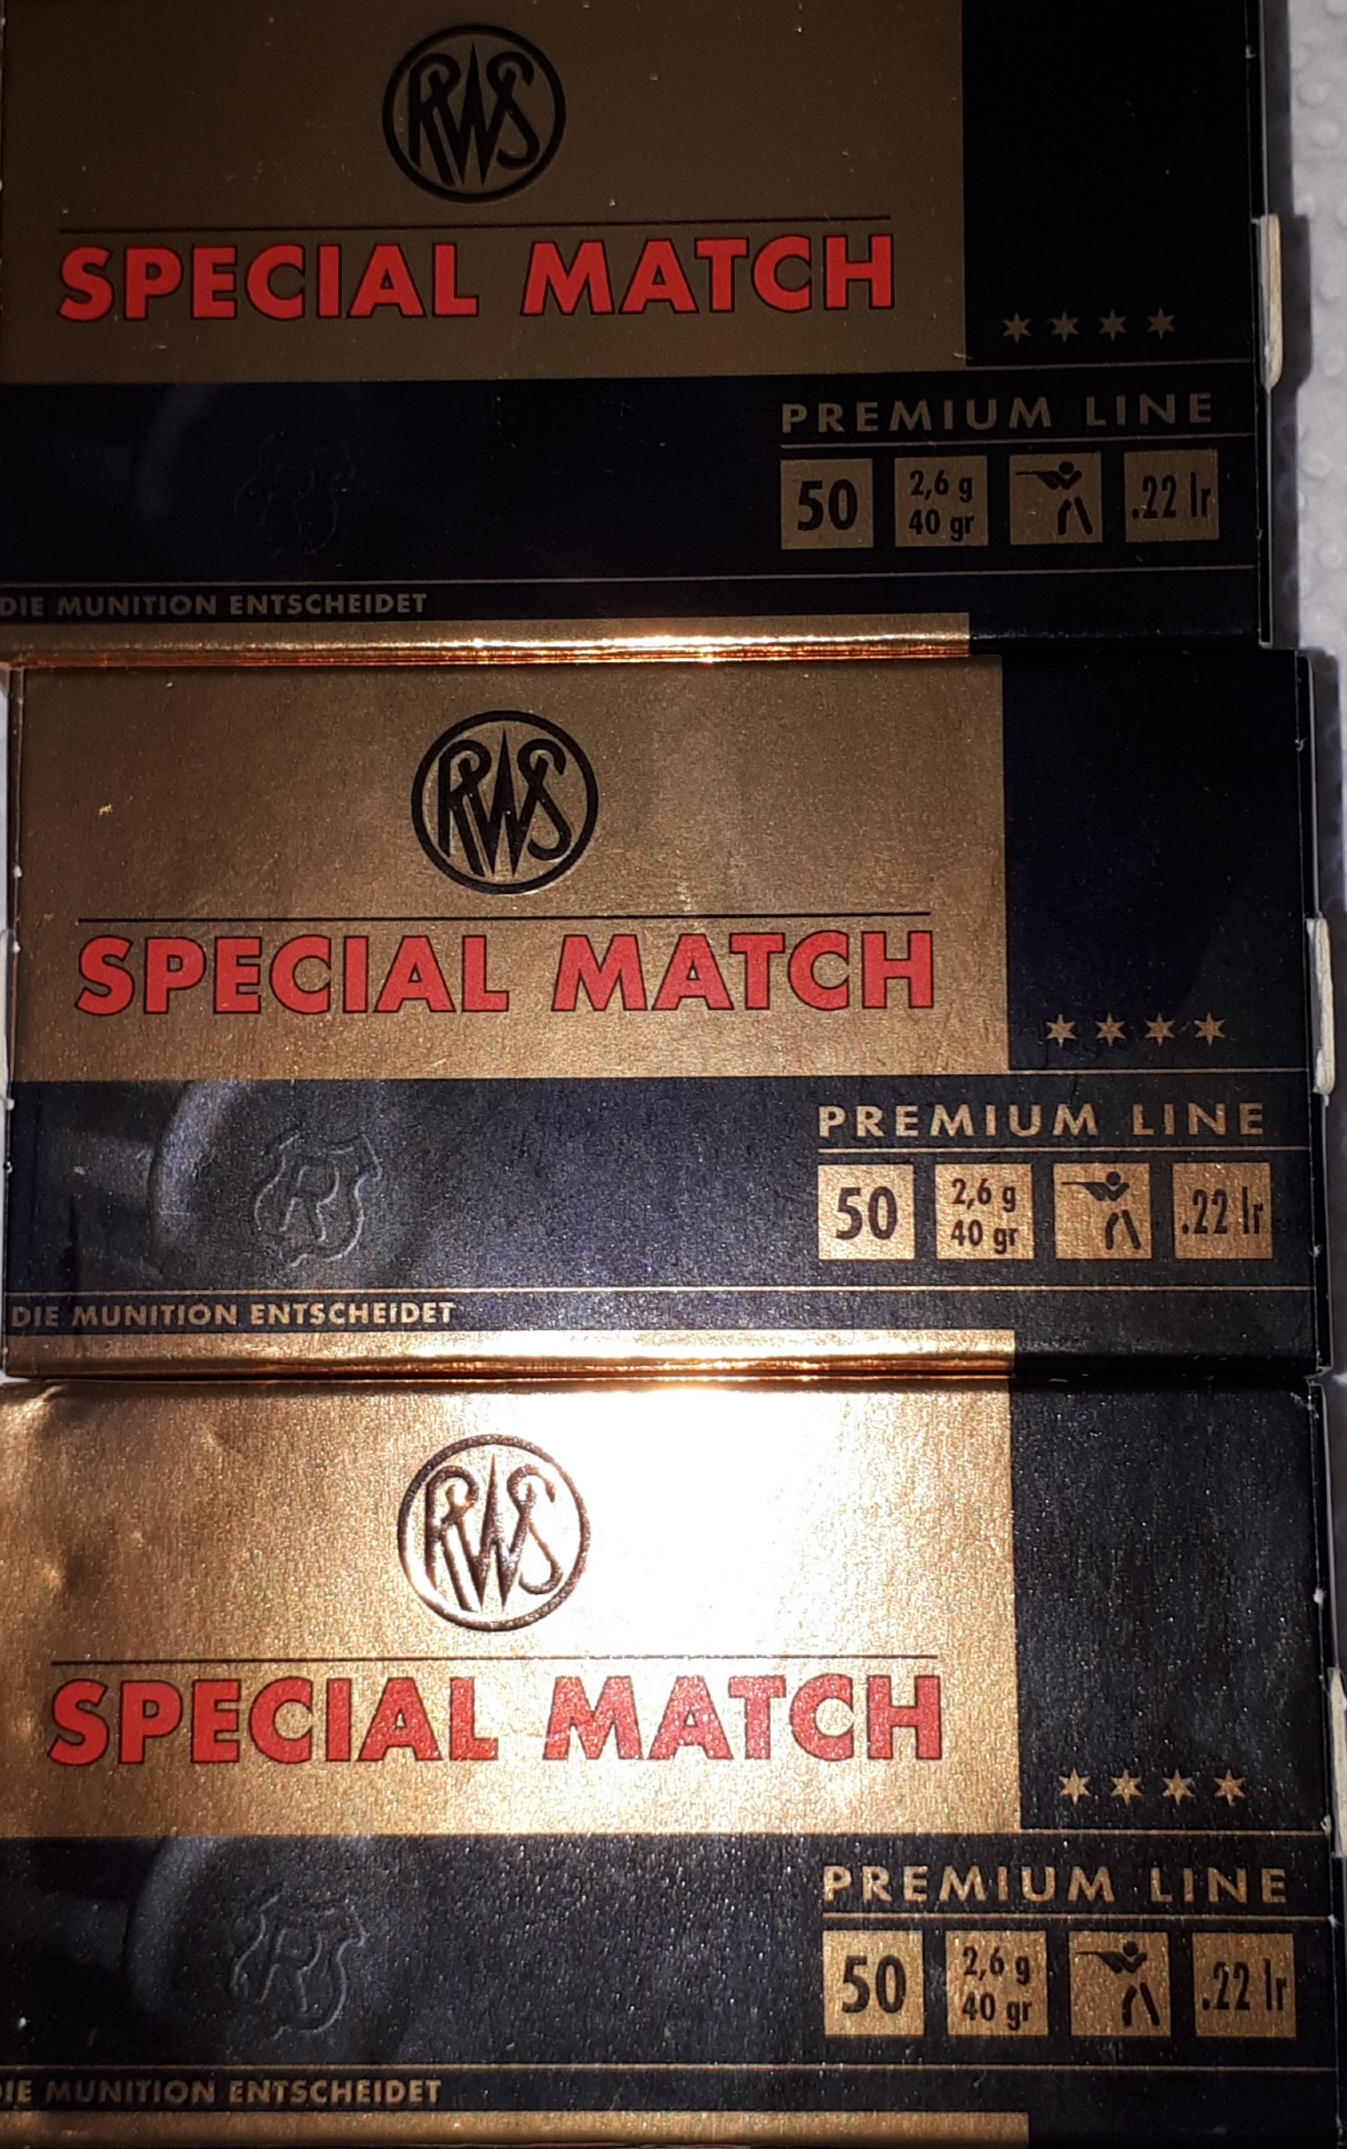 RWS
SPECIAL MATCH
PREMIUM LINE
50
2,6 g
40 gr
.22 lr
DIE MUNITION ENTSCHEIDET
RWS
SPECIAL MATCH
PREMIUM LINE
50
2,6 g
40 gr
.22 lr
DIE MUNITION ENTSCHEIDET
R
RWS
SPECIAL MATCH
PREMIUM LINE
50
2,6 g
40 gr
.22 lr
DIE MUNITION ENTSCHEIDET
R